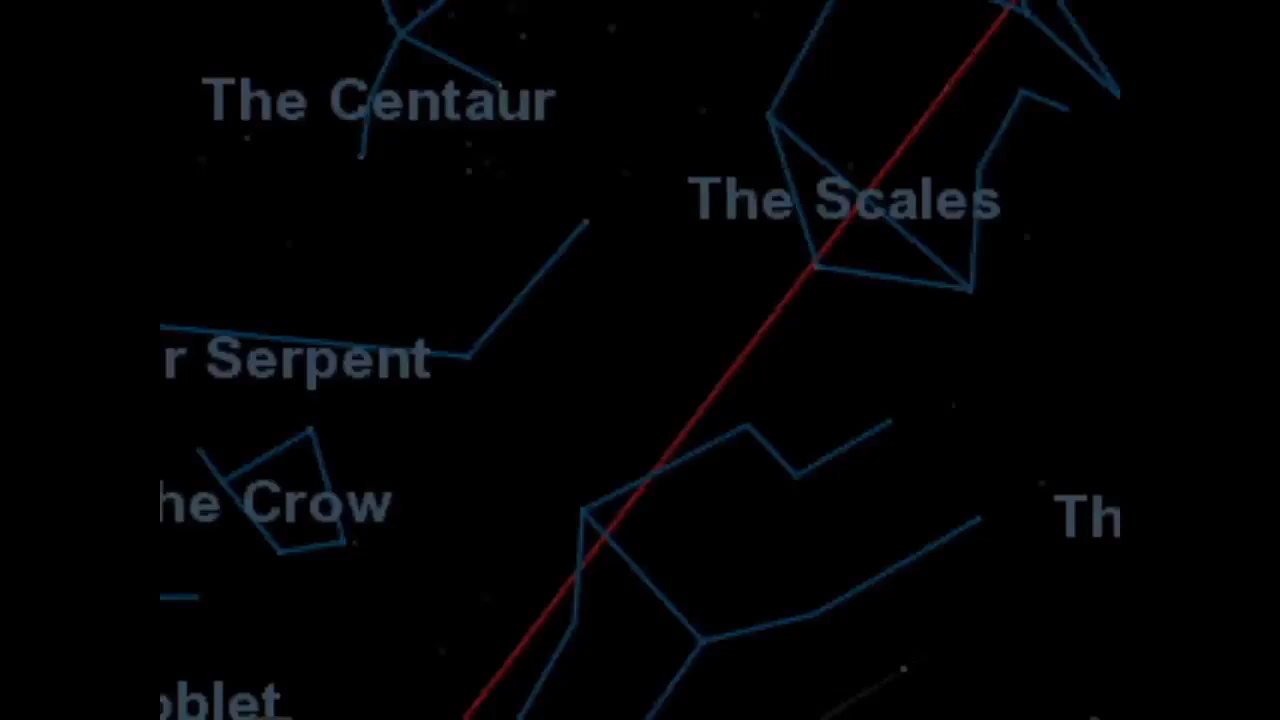 The Centaur
The Scales
r Serpent
he Crow
Th
oblet